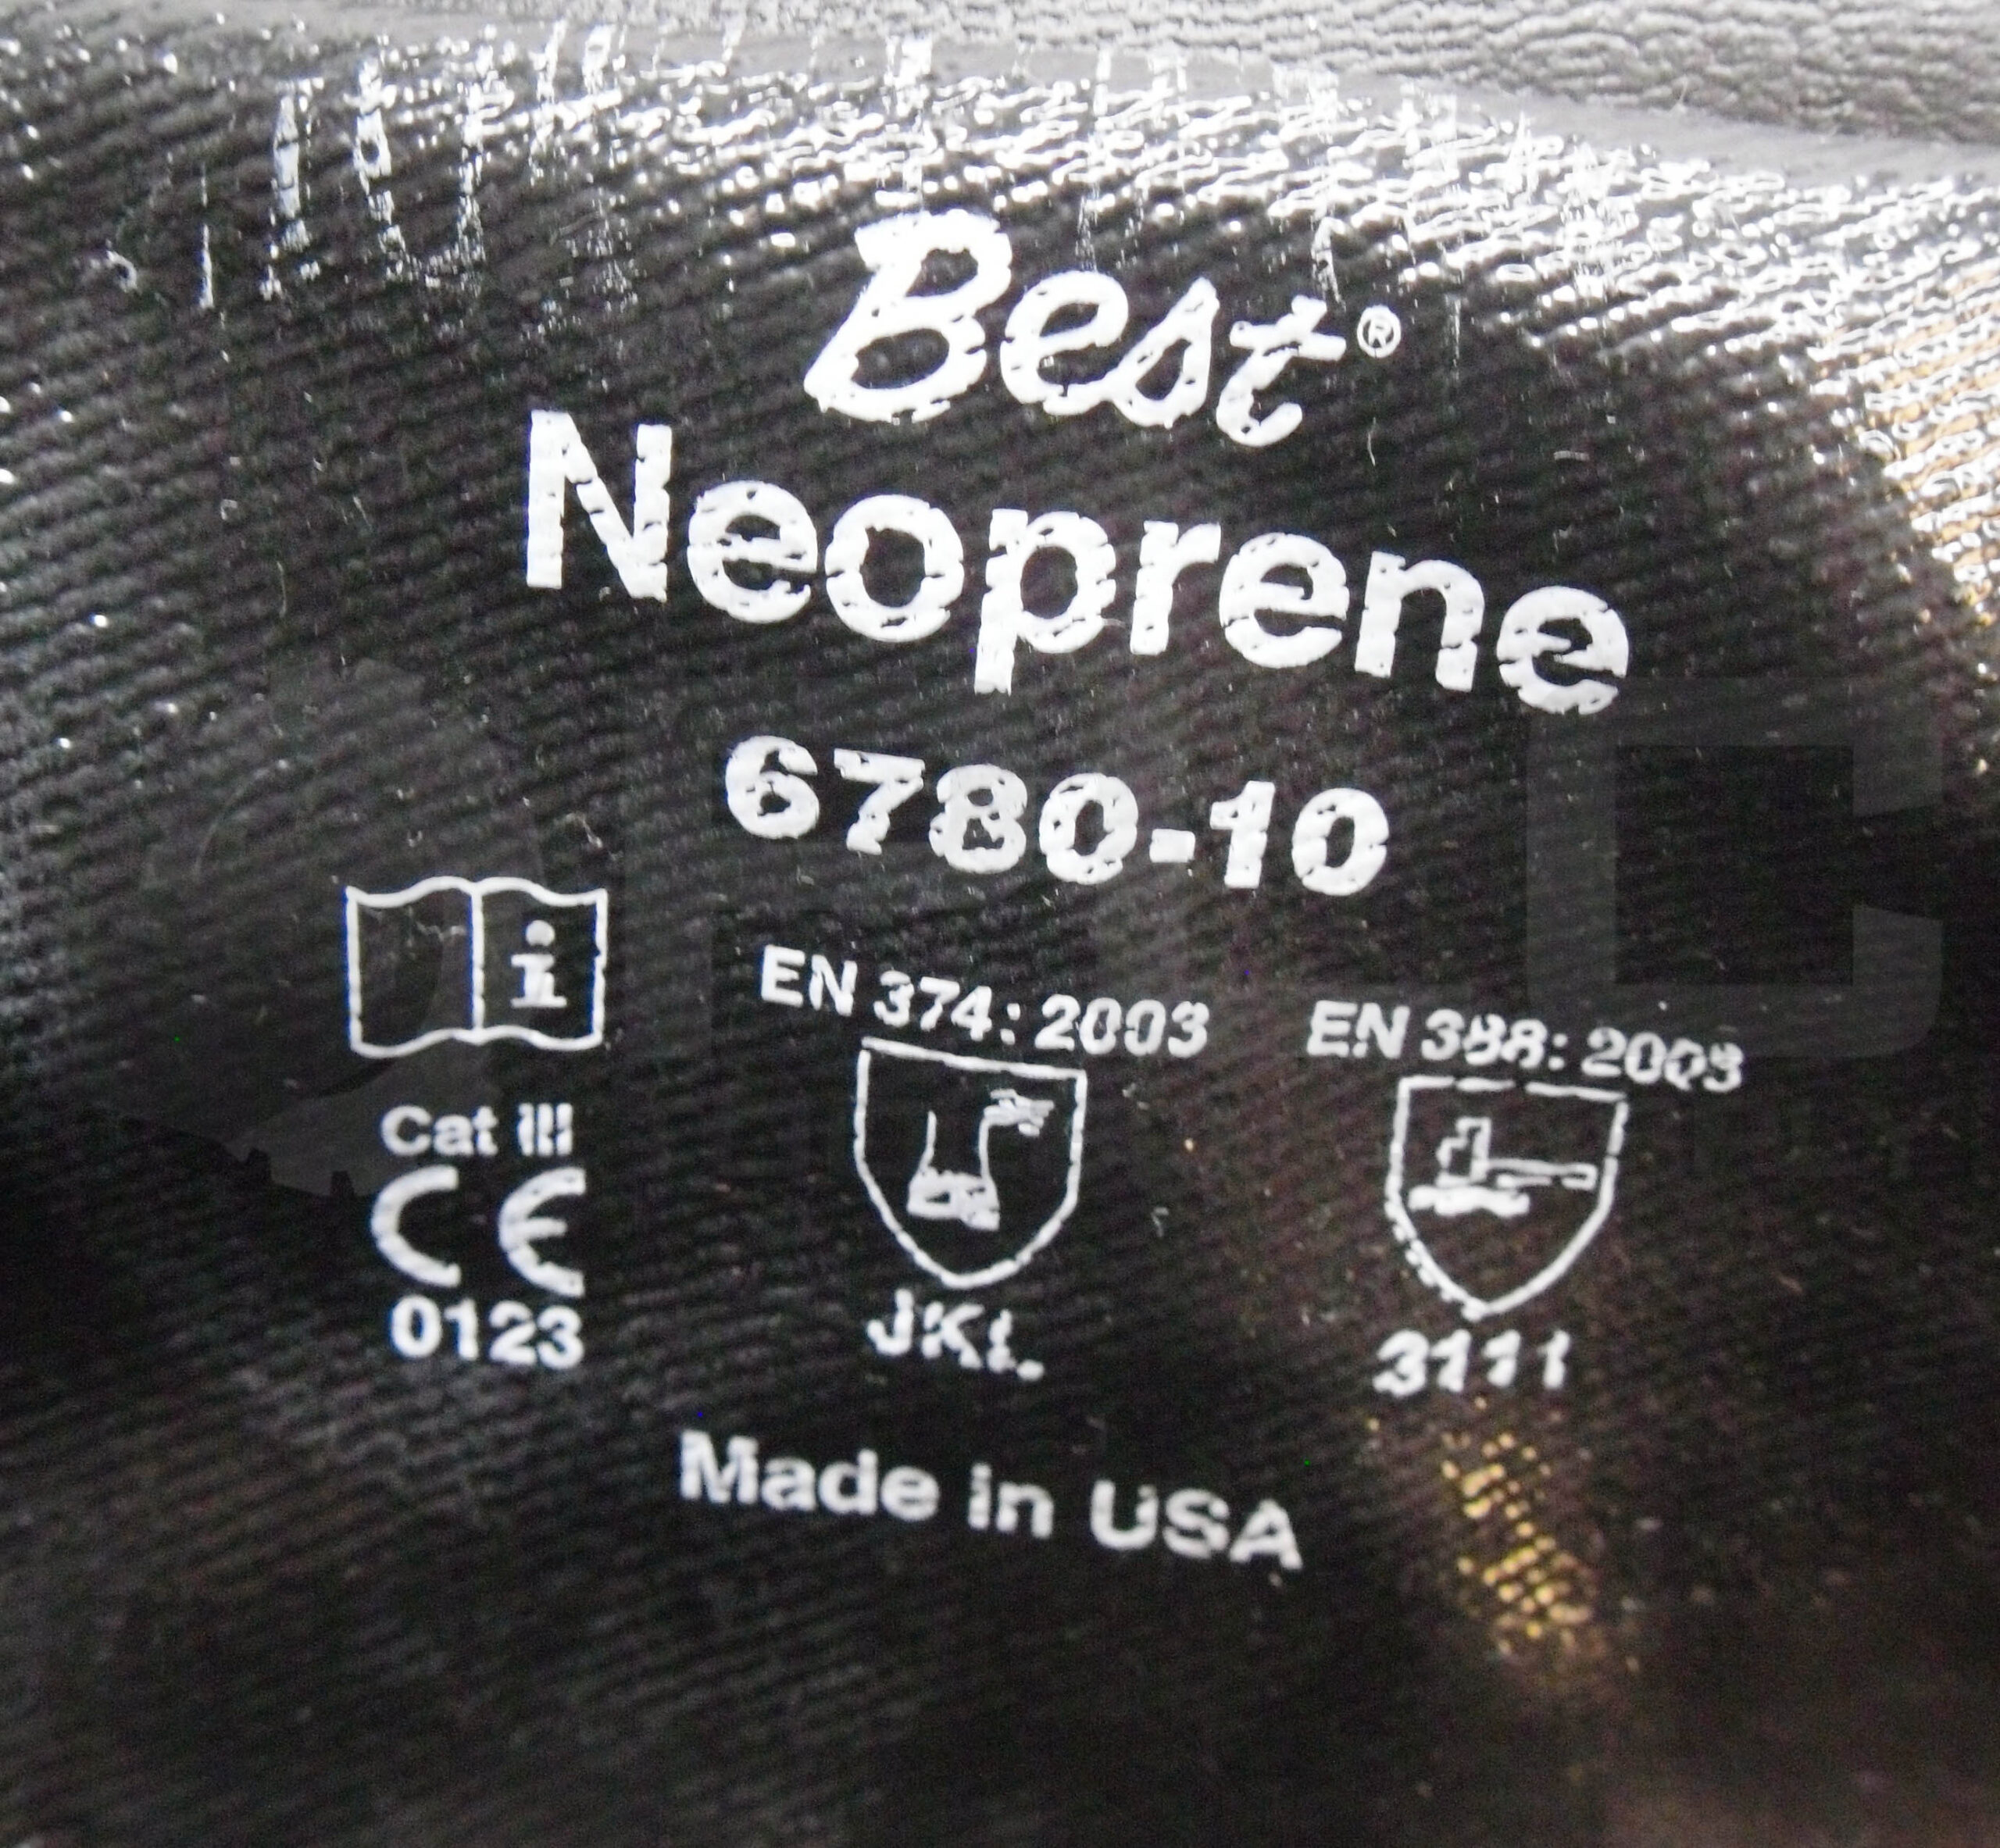 Best®
Neoprene
6780-10
i
EN 374: 2003
EN 388: 2003
Cat III
CE
0123
JKL
3111
Made in USA